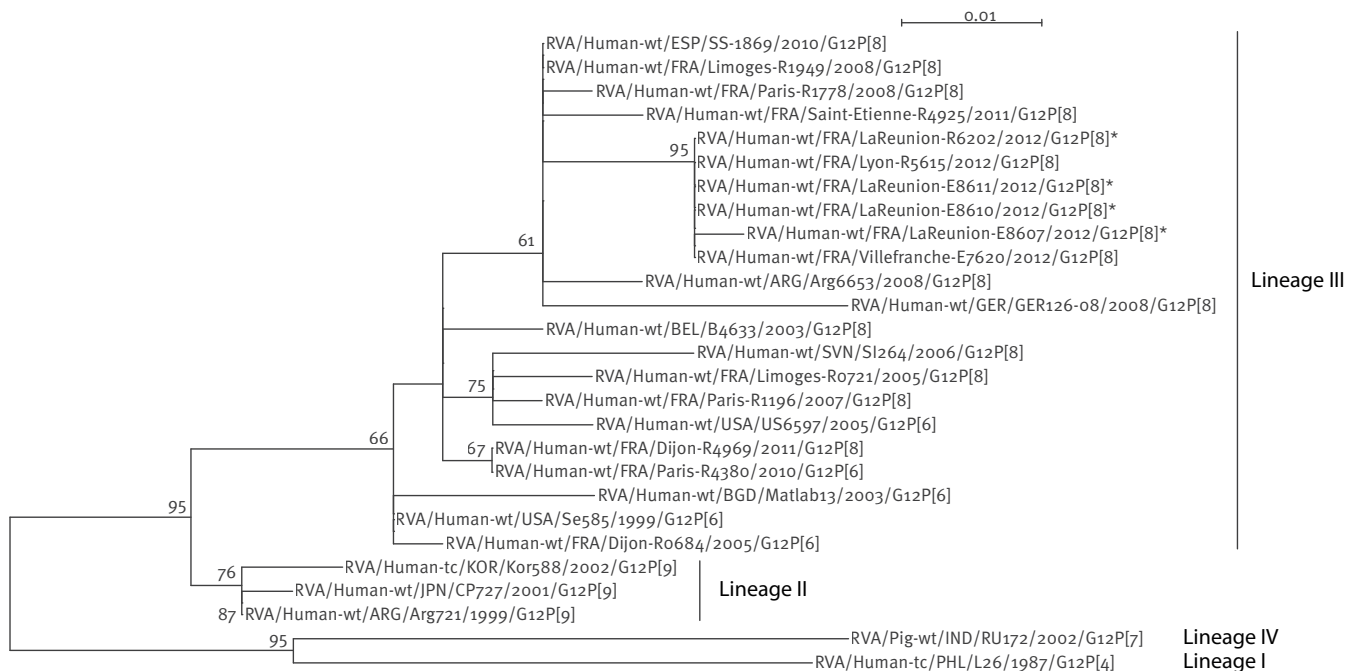 0.01
RVA/Human-wt/ESP/SS-1869/2010/G12P[8]
RVA/Human-wt/FRA/Limoges-R1949/2008/G12P[8]
RVA/Human-wt/FRA/Paris-R1778/2008/G12P[8]
RVA/Human-wt/FRA/Saint-Etienne-R4925/2011/G12P[8]
95 RVA/Human-wt/FRA/LaReunion-R6202/2012/G12P[8]*
RVA/Human-wt/FRA/Lyon-R5615/2012/G12P[8]
RVA/Human-wt/FRA/LaReunion-E8611/2012/G12P[8]*
RVA/Human-wt/FRA/LaReunion-E8610/2012/G12P[8]*
61 RVA/Human-wt/FRA/LaReunion-E8607/2012/G12P[8]*
RVA/Human-wt/FRA/Villefranche-E7620/2012/G12P[8]
RVA/Human-wt/ARG/Arg6653/2008/G12P[8] Lineage III
RVA/Human-wt/GER/GER126-08/2008/G12P[8]
RVA/Human-wt/BEL/B4633/2003/G12P[8]
RVA/Human-wt/SVN/SI264/2006/G12P[8]
75 RVA/Human-wt/FRA/Limoges-R0721/2005/G12P[8]
RVA/Human-wt/FRA/Paris-R1196/2007/G12P[8]
RVA/Human-wt/USA/US6597/2005/G12P[6]
66 67 RVA/Human-wt/FRA/Dijon-R4969/2011/G12P[8]
RVA/Human-wt/FRA/Paris-R4380/2010/G12P[6]
RVA/Human-wt/BGD/Matlab13/2003/G12P[6]
95 RVA/Human-wt/USA/Se585/1999/G12P[6]
RVA/Human-wt/FRA/Dijon-R0684/2005/G12P[6]
76 RVA/Human-tc/KOR/Kor588/2002/G12P[9]
RVA/Human-wt/JPN/CP727/2001/G12P[9] Lineage II
87 RVA/Human-wt/ARG/Arg721/1999/G12P[9]
95 RVA/Pig-wt/IND/RU172/2002/G12P[7] Lineage IV
RVA/Human-tc/PHL/L26/1987/G12P[4] Lineage I